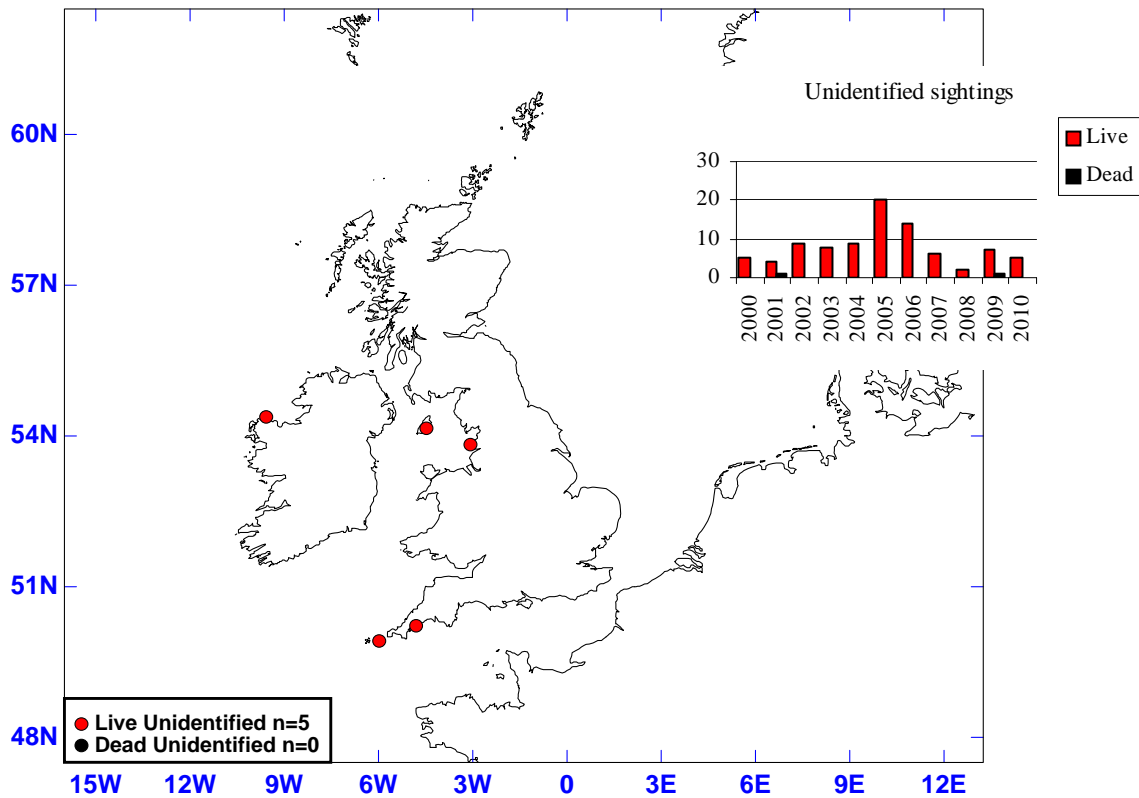 Unidentified sightings
Live
Dead
30
20
10
0
2000 2001 2002 2003 2004 2005 2006 2007 2008 2009 2010
60N
57N
54N
51N
48N
Live Unidentified n=5
Dead Unidentified n=0
15W 12W 9W 6W 3W 0 3E 6E 9E 12E